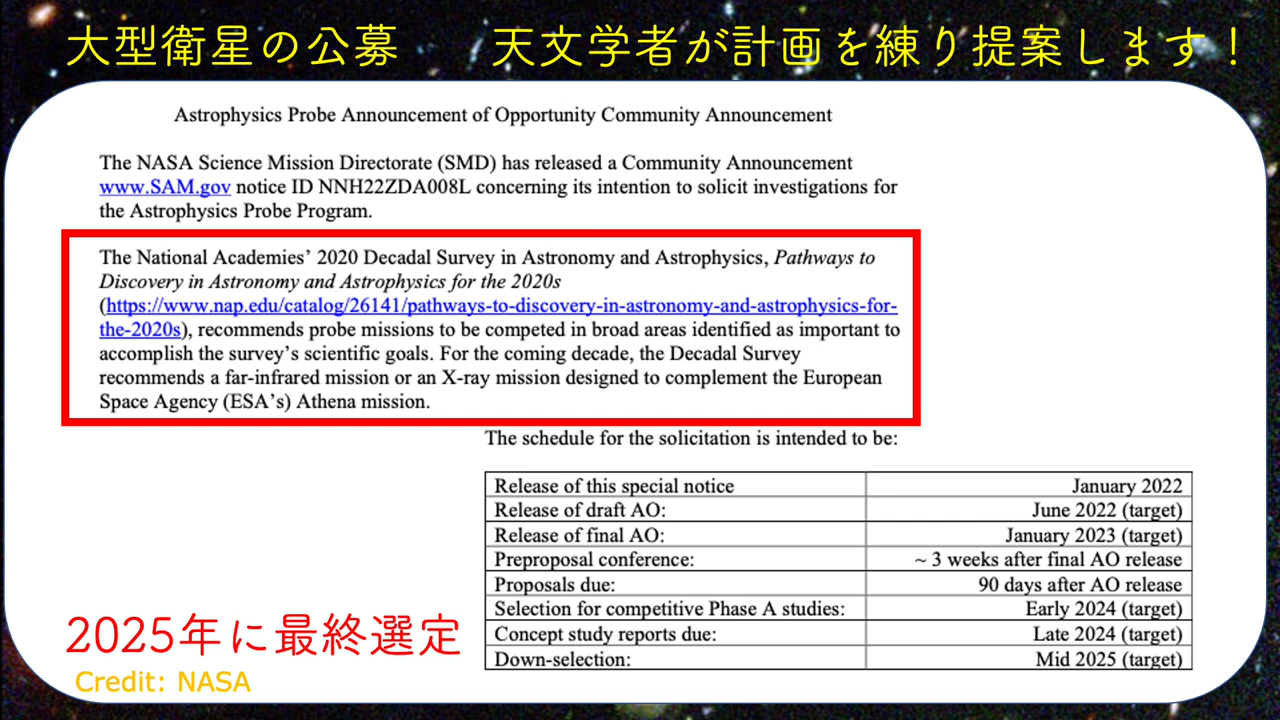 大型衛星の公募 天文学者が計画を練り提案します！
Astrophysics Probe Announcement of Opportunity Community Announcement
The NASA Science Mission Directorate (SMD) has released a Community Announcement
www.SAM.gov notice ID NNH22ZDA008L concerning its intention to solicit investigations for
the Astrophysics Probe Program.
The National Academies’ 2020 Decadal Survey in Astronomy and Astrophysics, Pathways to
Discovery in Astronomy and Astrophysics for the 2020s
(https://www.nap.edu/catalog/26141/pathways-to-discovery-in-astronomy-and-astrophysics-for-
the-2020s), recommends probe missions to be competed in broad areas identified as important to
accomplish the survey’s scientific goals. For the coming decade, the Decadal Survey
recommends a far-infrared mission or an X-ray mission designed to complement the European
Space Agency (ESA’s) Athena mission.
The schedule for the solicitation is intended to be:
Release of this special notice January 2022
Release of draft AO: June 2022 (target)
Release of final AO: January 2023 (target)
Preproposal conference: ~ 3 weeks after final AO release
Proposals due: 90 days after AO release
Selection for competitive Phase A studies: Early 2024 (target)
Concept study reports due: Late 2024 (target)
Down-selection: Mid 2025 (target)
2025年に最終選定
Credit: NASA